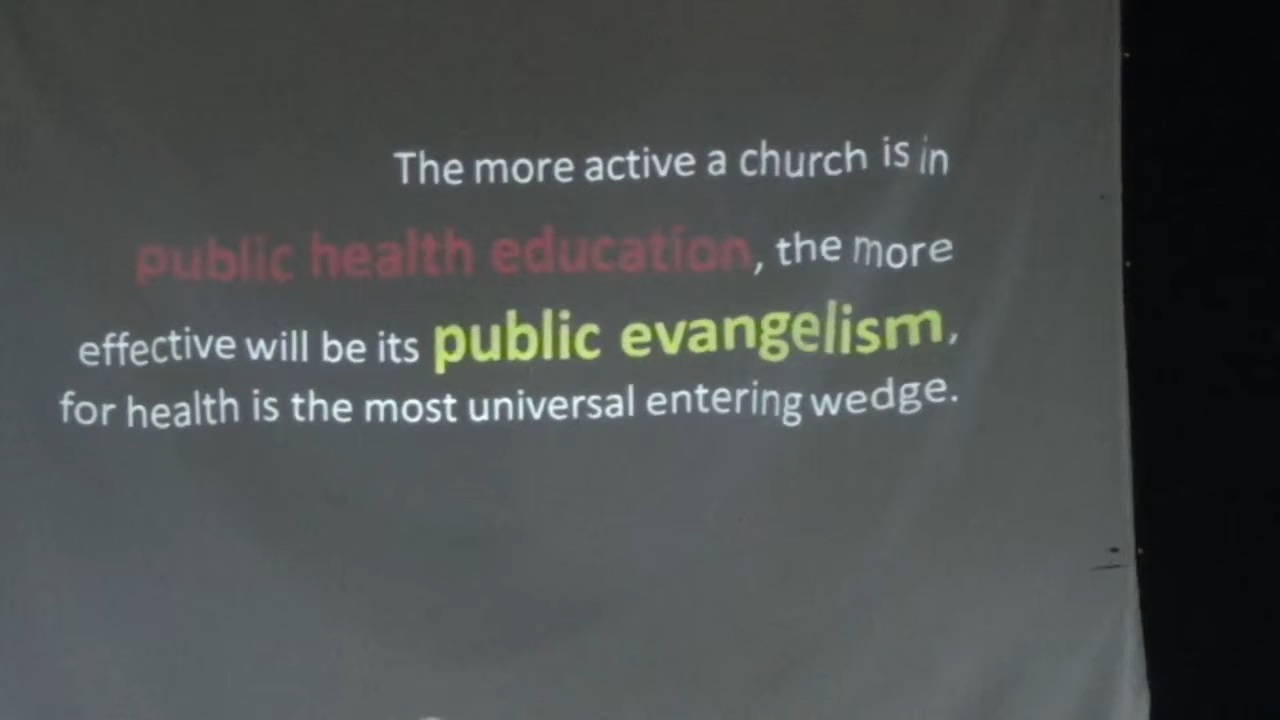 The more active a church is in
public health education, the more
effective will be its public evangelism,
for health is the most universal entering wedge.